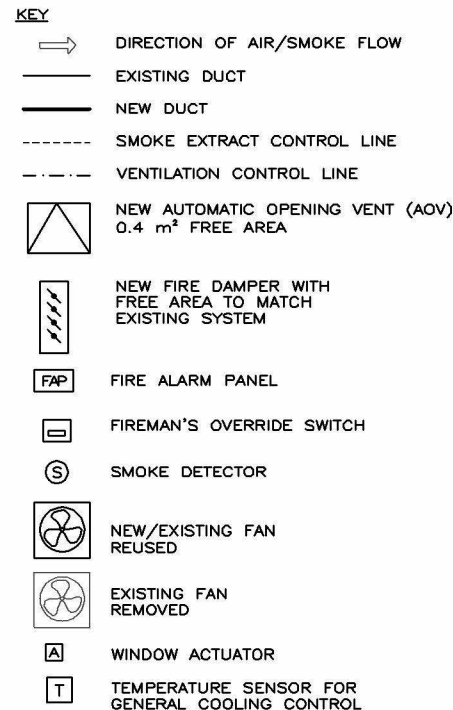 KEY
DIRECTION OF AIR/SMOKE FLOW
EXISTING DUCT
NEW DUCT
SMOKE EXTRACT CONTROL LINE
VENTILATION CONTROL LINE
NEW AUTOMATIC OPENING VENT (AOV)
0.4 m² FREE AREA
NEW FIRE DAMPER WITH
FREE AREA TO MATCH
EXISTING SYSTEM
FAP FIRE ALARM PANEL
FIREMAN'S OVERRIDE SWITCH
S SMOKE DETECTOR
NEW/EXISTING FAN
REUSED
EXISTING FAN
REMOVED
A WINDOW ACTUATOR
T TEMPERATURE SENSOR FOR
GENERAL COOLING CONTROL